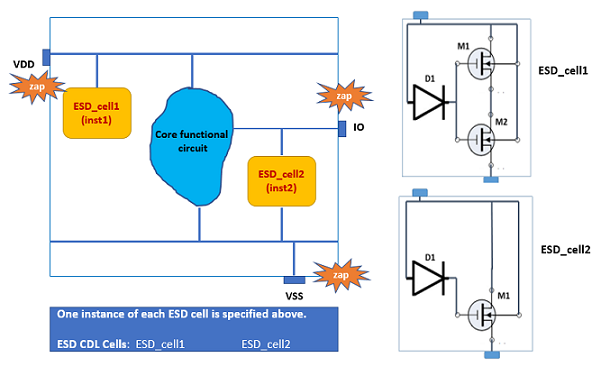 VDD
zap
ESD_cell1
(inst1)
Core functional
circuit
zap
IO
ESD_cell2
(inst2)
zap
VSS
One instance of each ESD cell is specified above.
ESD CDL Cells: ESD_cell1 ESD_cell2
M1
D1
M2
ESD_cell1
D1
M1
ESD_cell2